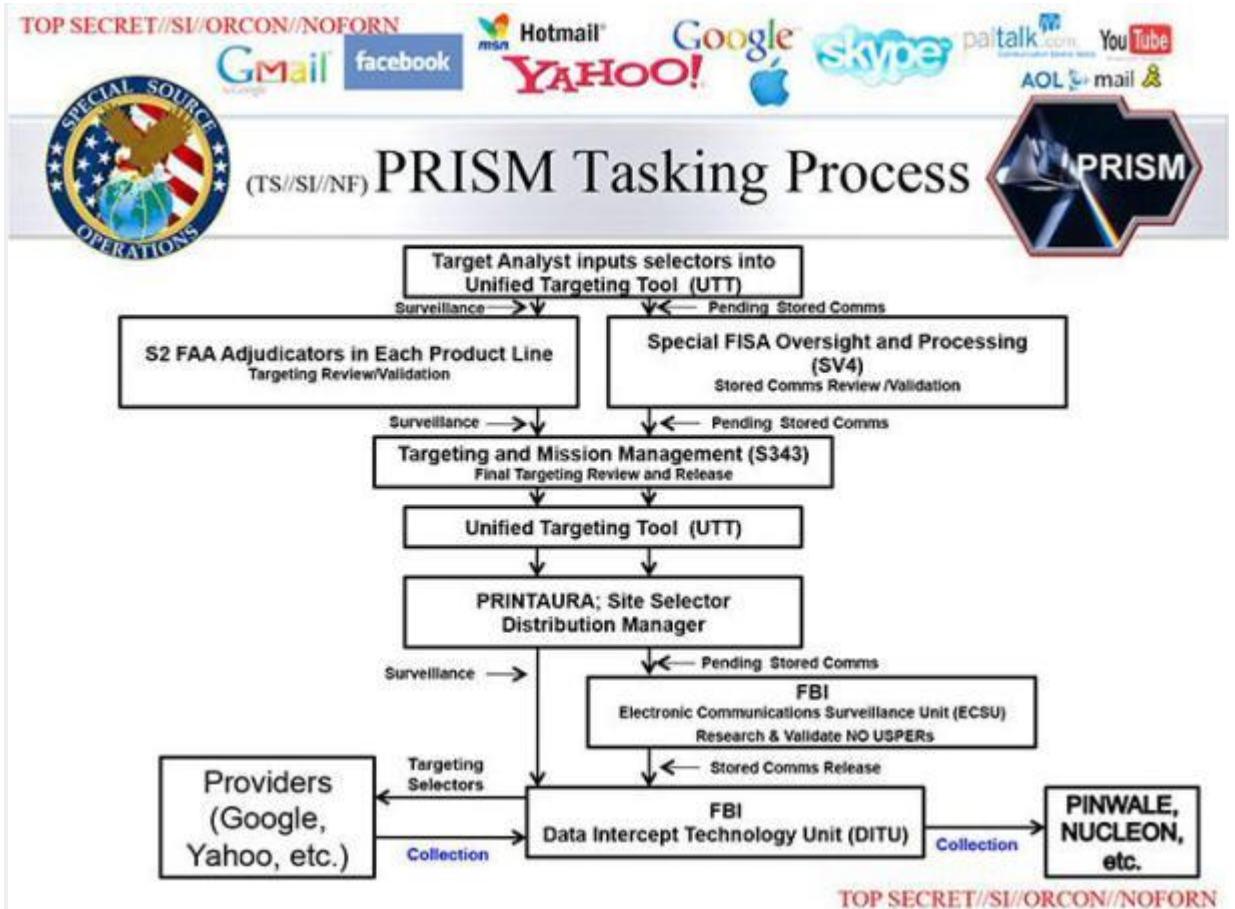 TOP SECRET//SI//ORCON//NOFORN
Gmail
by Google
facebook
msn Hotmail
YAHOO!
Google
skype
paltalk.com
YouTube
AOL mail
SPECIAL SOURCE OPERATIONS
(TS//SI//NF) PRISM Tasking Process
PRISM
Target Analyst inputs selectors into
Unified Targeting Tool (UTT)
Surveillance
Pending Stored Comms
S2 FAA Adjudicators in Each Product Line
Targeting Review/Validation
Special FISA Oversight and Processing
(SV4)
Stored Comms Review /Validation
Surveillance
Pending Stored Comms
Targeting and Mission Management (S343)
Final Targeting Review and Release
Unified Targeting Tool (UTT)
PRINTAURA; Site Selector
Distribution Manager
Surveillance
Pending Stored Comms
FBI
Electronic Communications Surveillance Unit (ECSU)
Research & Validate NO USPERs
Stored Comms Release
Providers
(Google,
Yahoo, etc.)
Targeting
Selectors
Collection
FBI
Data Intercept Technology Unit (DITU)
Collection
PINWALE,
NUCLEON,
etc.
TOP SECRET//SI//ORCON//NOFORN